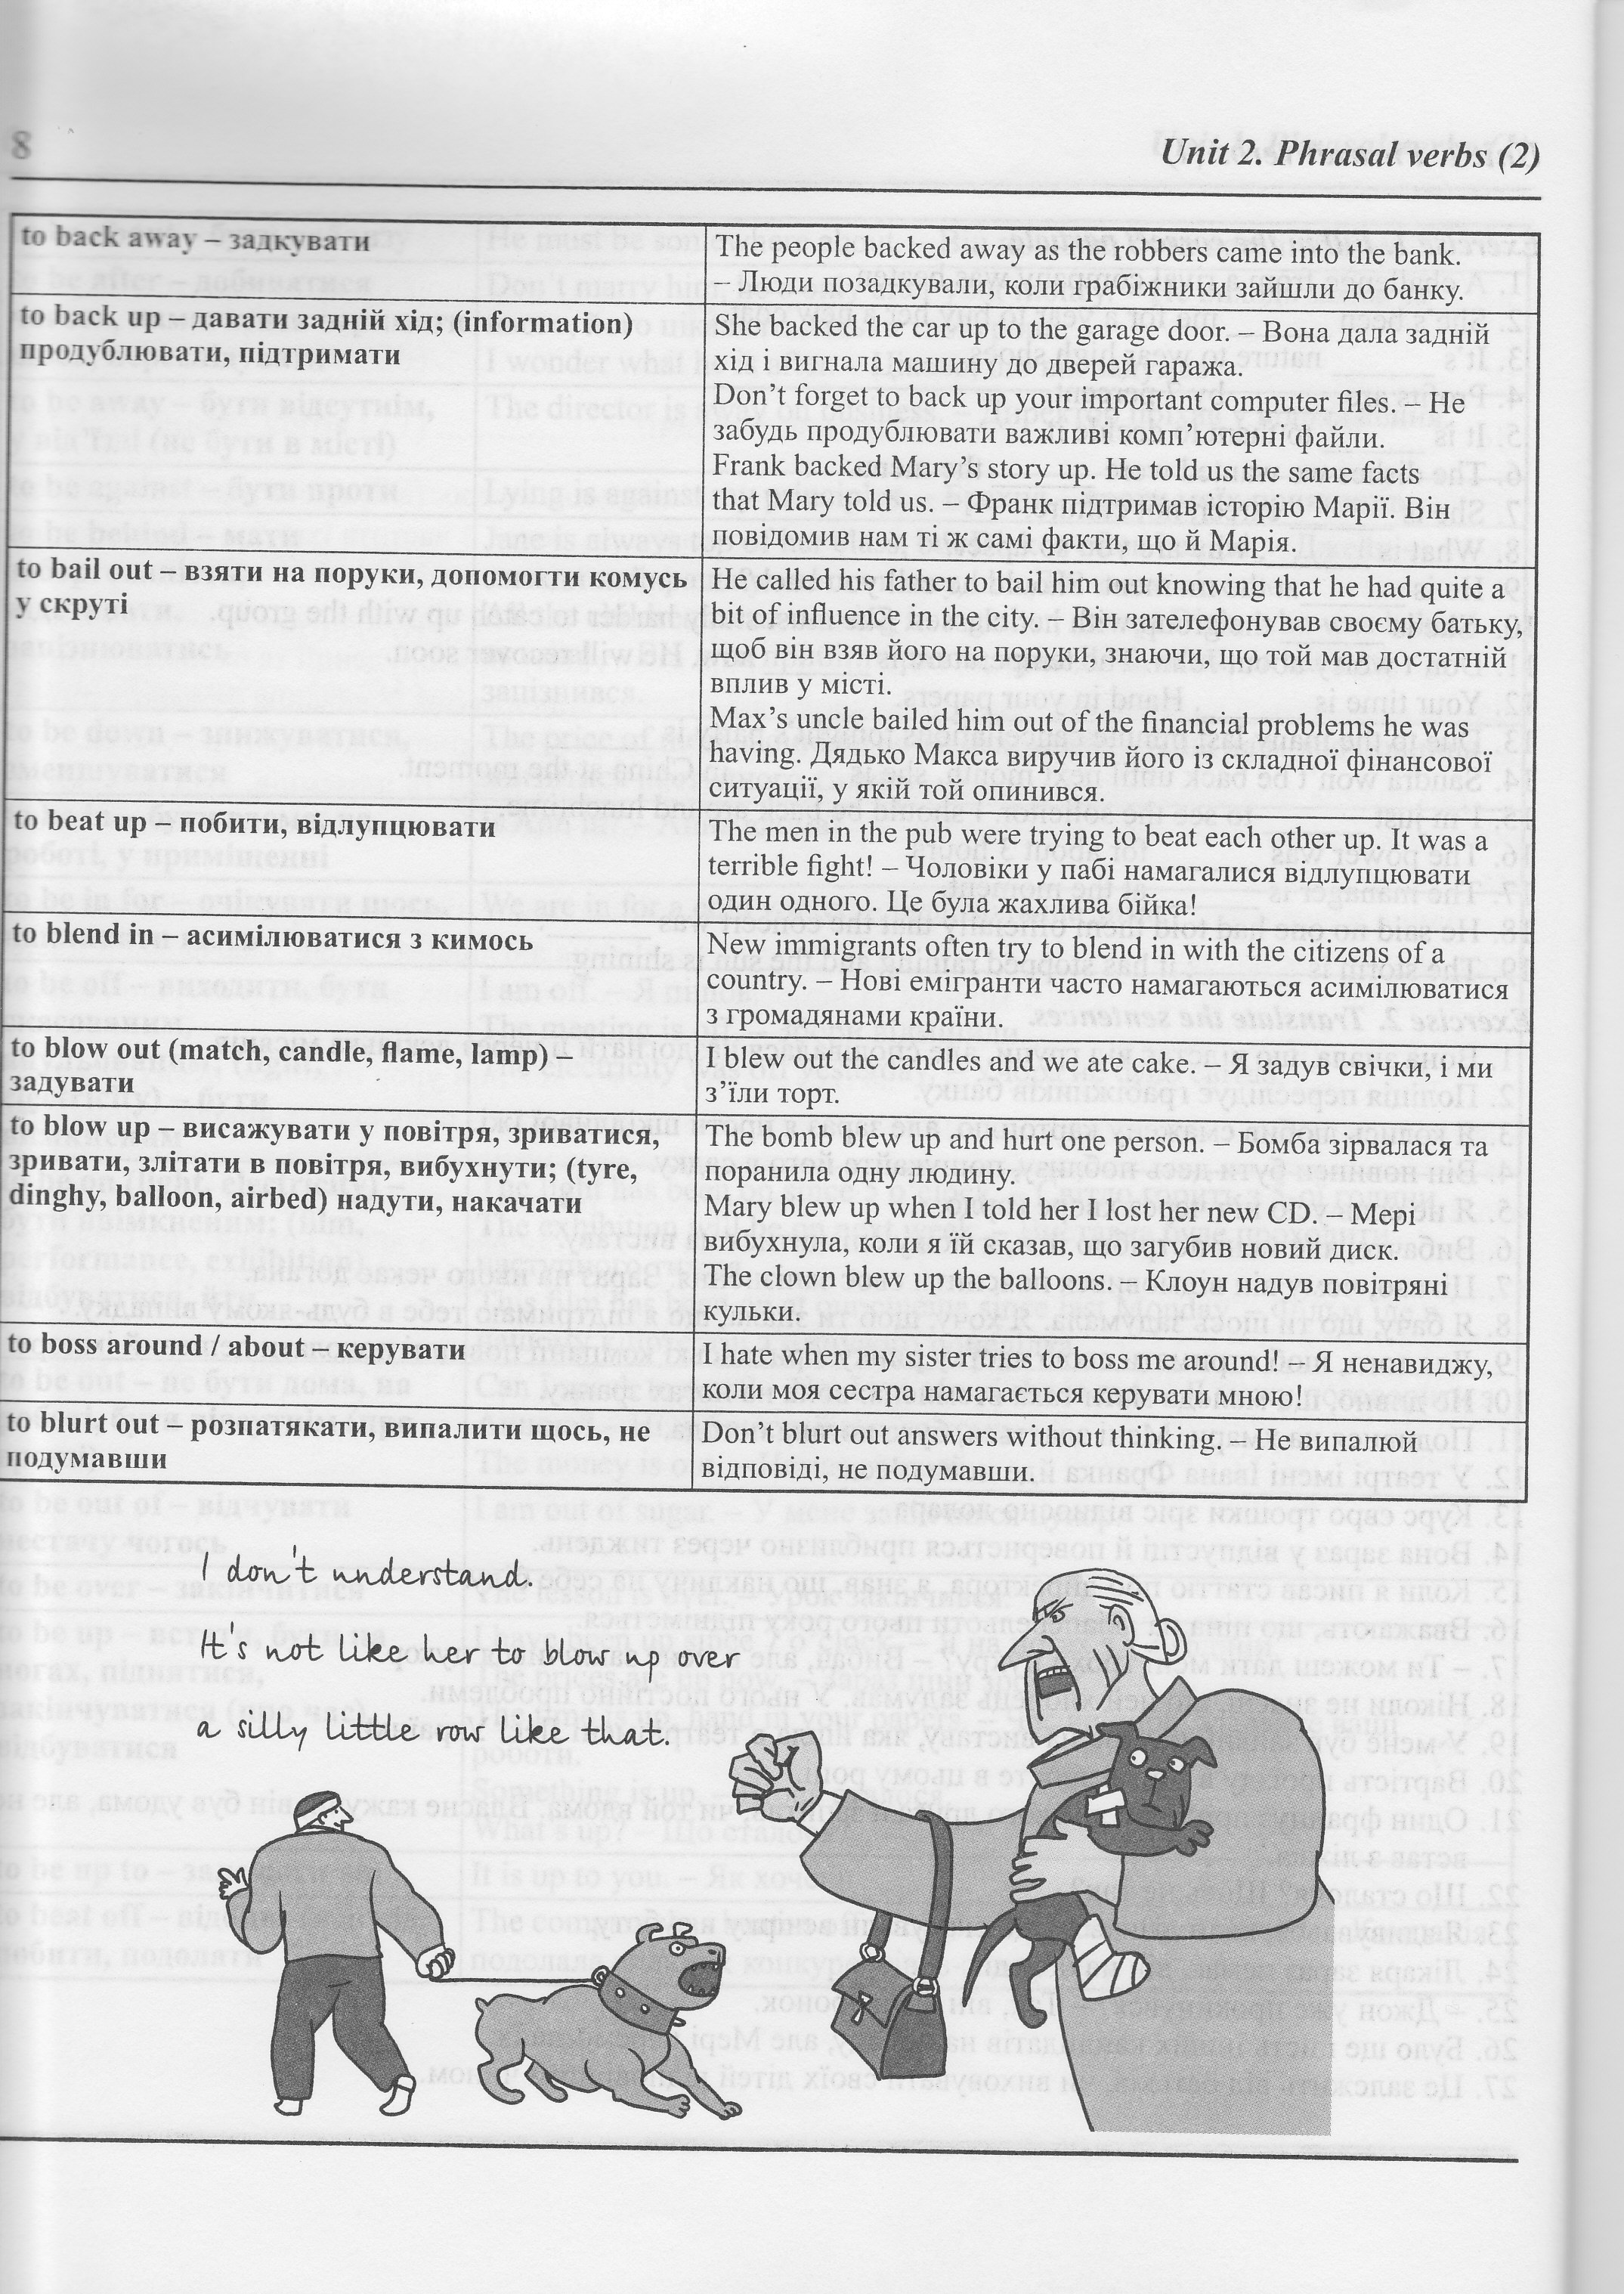 8
Unit 2. Phrasal verbs (2)
to back away – задкувати
The people backed away as the robbers came into the bank.
– Люди позадкували, коли грабіжники зайшли до банку.
to back up – давати задній хід; (information)
продублювати, підтримати
She backed the car up to the garage door. – Вона дала задній
хід і вигнала машину до дверей гаража.
Don’t forget to back up your important computer files. – Не
забудь продублювати важливі комп’ютерні файли.
Frank backed Mary’s story up. He told us the same facts
that Mary told us. – Франк підтримав історію Марії. Він
повідомив нам ті ж самі факти, що й Марія.
to bail out – взяти на поруки, допомогти комусь
у скруті
He called his father to bail him out knowing that he had quite a
bit of influence in the city. – Він зателефонував своєму батьку,
щоб він взяв його на поруки, знаючи, що той мав достатній
вплив у місті.
Max’s uncle bailed him out of the financial problems he was
having. Дядько Макса виручив його із складної фінансової
ситуації, у якій той опинився.
to beat up – побити, відлупцювати
The men in the pub were trying to beat each other up. It was a
terrible fight! – Чоловіки у пабі намагалися відлупцювати
один одного. Це була жахлива бійка!
to blend in – асимілюватися з кимось
New immigrants often try to blend in with the citizens of a
country. – Нові емігранти часто намагаються асимілюватися
з громадянами країни.
to blow out (match, candle, flame, lamp) –
задувати
I blew out the candles and we ate cake. – Я задув свічки, і ми
з’їли торт.
to blow up – висажувати у повітря, зриватися,
зривати, злітати в повітря, вибухнути; (tyre,
dinghy, balloon, airbed) надути, накачати
The bomb blew up and hurt one person. – Бомба зірвалася та
поранила одну людину.
Mary blew up when I told her I lost her new CD. – Мері
вибухнула, коли я їй сказав, що загубив новий диск.
The clown blew up the balloons. – Клоун надув повітряні
кульки.
to boss around / about – керувати
I hate when my sister tries to boss me around! – Я ненавиджу,
коли моя сестра намагається керувати мною!
to blurt out – розпатякати, випалити щось, не
подумавши
Don’t blurt out answers without thinking. – Не випалюй
відповіді, не подумавши.
I don't understand.
It's not like her to blow up over
a silly little row like that.